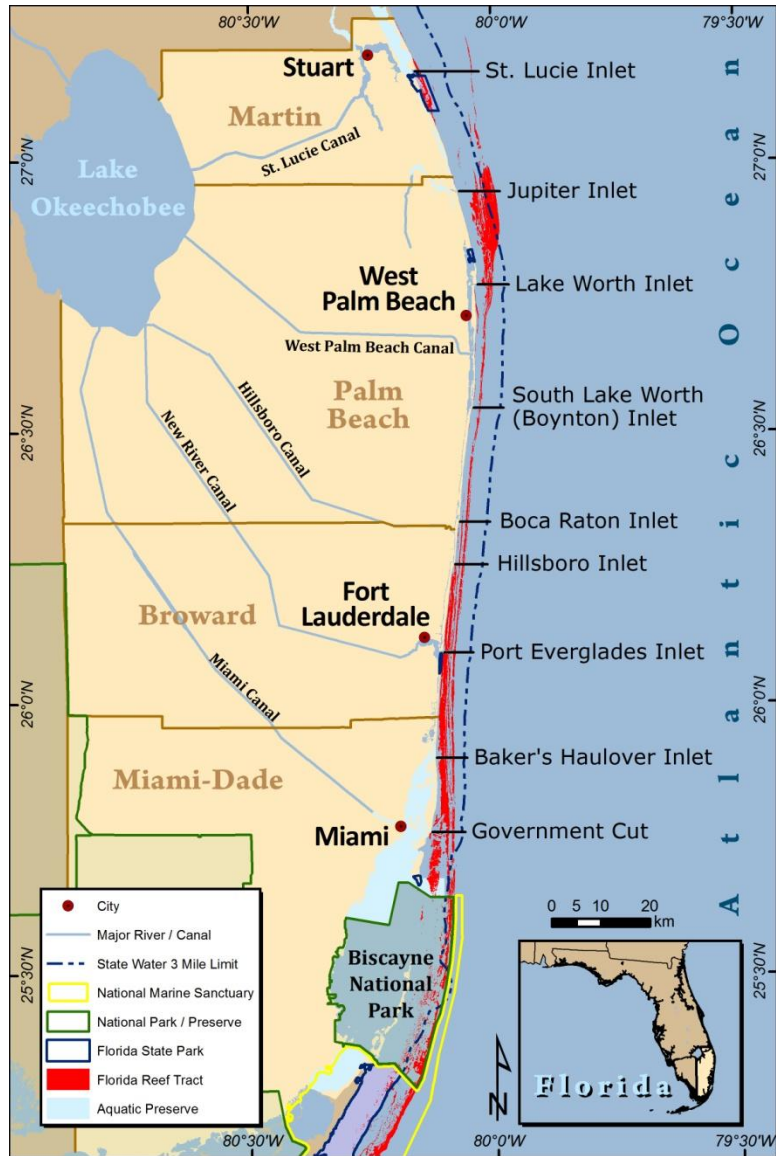 80°30'W
80°00'W
79°30'W
Stuart
St. Lucie Inlet
Martin
St. Lucie Canal
27°0'N
27°0'N
Lake
Okeechobee
Jupiter Inlet
West
Palm Beach
Lake Worth Inlet
West Palm Beach Canal
Palm
Beach
Hillsboro Canal
New River Canal
South Lake Worth
(Boynton) Inlet
26°30'N
26°30'N
Boca Raton Inlet
Hillsboro Inlet
Fort
Lauderdale
Broward
Port Everglades Inlet
Miami Canal
26°0'N
26°0'N
Baker's Haulover Inlet
Miami-Dade
Miami
Government Cut
Atlantic Ocean
City
Major River / Canal
State Water 3 Mile Limit
National Marine Sanctuary
National Park / Preserve
Florida State Park
Florida Reef Tract
Aquatic Preserve
Biscayne
National
Park
0 5 10 20
km
25°30'N
25°30'N
N
Florida
80°30'W
80°00'W
79°30'W